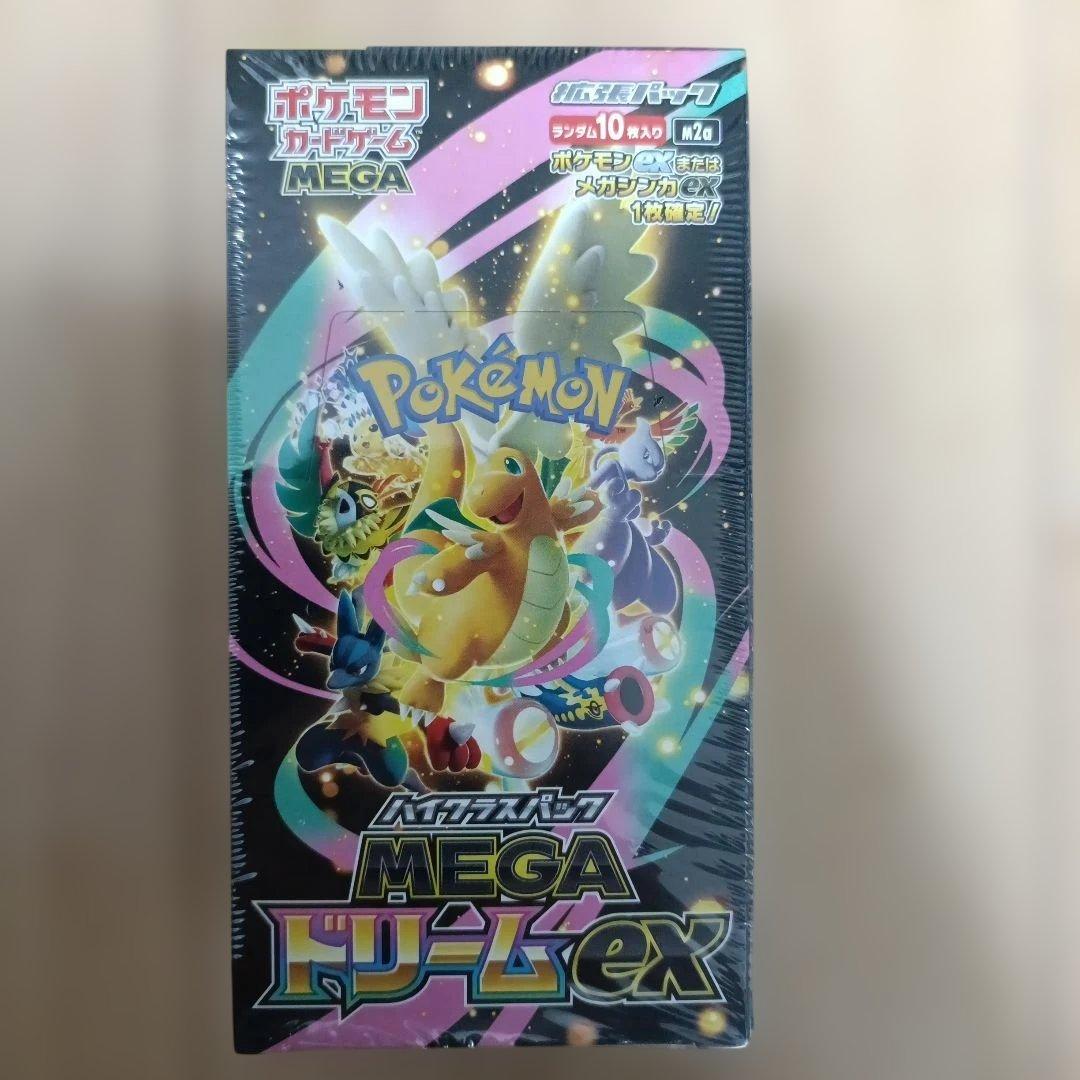 ポケモン
カードゲーム
MEGA
拡張パック
ランダム10枚入り M2a
ポケモンexまたは
メガシンカex
1枚確定!
POKéMON
TM
ハイクラスパック
MEGA
ドリームex